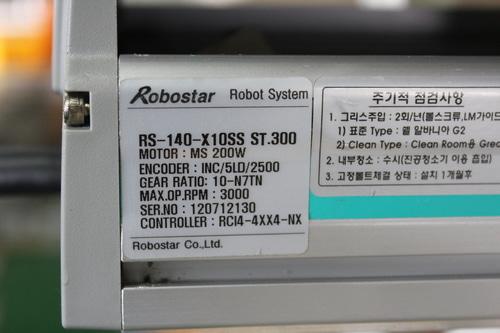 Robostar Robot System
RS-140-X10SS ST.300
MOTOR : MS 200W
ENCODER : INC/5LD/2500
GEAR RATIO: 10-N7TN
MAX.OP.RPM : 3000
SER.NO : 120712130
CONTROLLER : RCI4-4XX4-NX
Robostar Co.,Ltd.
주기적 점검사항
1. 그리스주입 : 2회/년(볼스크류,LM가이드
1) 표준 Type : 쉘 알바니아 G2
2) Clean Type : Clean Room용 Grea
2. 내부청소 : 수시(진공청소기 이용 흡입)
3. 고정볼트체결 상태 : 설치 1개월후